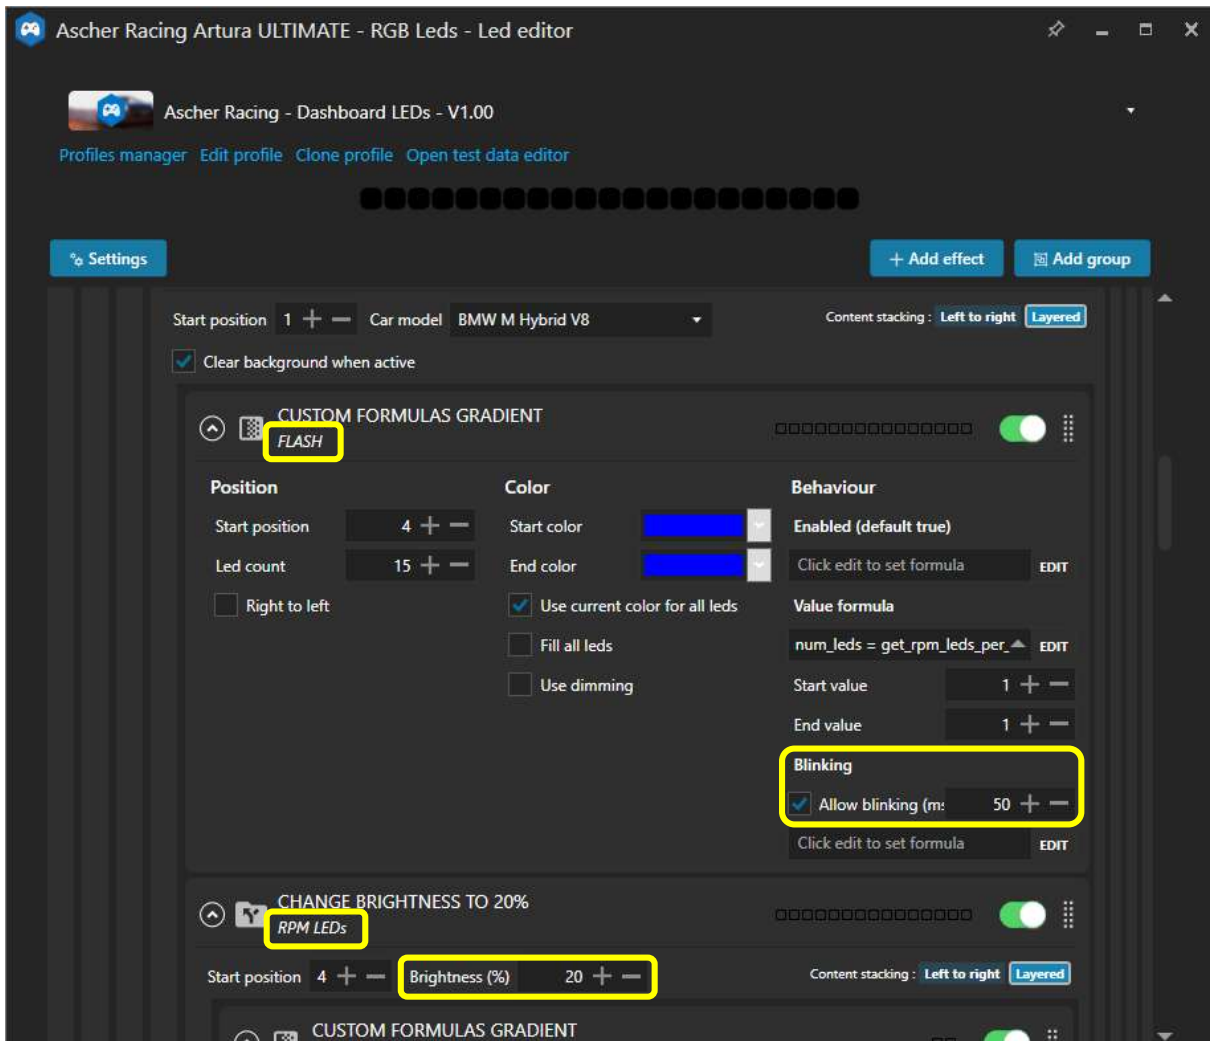 Ascher Racing Artura ULTIMATE - RGB Leds - Led editor
Ascher Racing - Dashboard LEDs - V1.00
Profiles manager Edit profile Clone profile Open test data editor
Settings + Add effect Add group
Start position 1 + − Car model BMW M Hybrid V8 Content stacking : Left to right Layered
Clear background when active
CUSTOM FORMULAS GRADIENT
FLASH
Position Color Behaviour
Start position 4 + − Start color Enabled (default true)
Led count 15 + − End color Click edit to set formula EDIT
Right to left Use current color for all leds Value formula
Fill all leds num_leds = get_rpm_leds_per_ EDIT
Use dimming Start value 1 + −
End value 1 + −
Blinking
Allow blinking (m: 50 + −
Click edit to set formula EDIT
CHANGE BRIGHTNESS TO 20%
RPM LEDs
Start position 4 + − Brightness (%) 20 + − Content stacking : Left to right Layered
CUSTOM FORMULAS GRADIENT